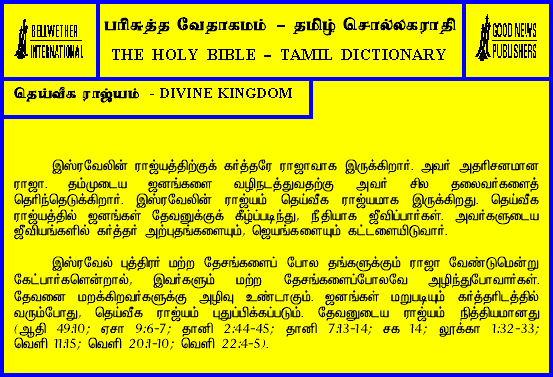 BELLWETHER
INTERNATIONAL
பரிசுத்த வேதாகமம் - தமிழ் சொல்லகராதி
THE HOLY BIBLE - TAMIL DICTIONARY
GOOD NEWS
PUBLISHERS
தெய்வீக ராஜ்யம் - DIVINE KINGDOM
இஸ்ரவேலின் ராஜ்யத்திற்குக் கர்த்தரே ராஜாவாக இருக்கிறார். அவர் அதரிசனமான
ராஜா. தம்முடைய ஜனங்களை வழிநடத்துவதற்கு அவர் சில தலைவர்களைத்
தெரிந்தெடுக்கிறார். இஸ்ரவேலின் ராஜ்யம் தெய்வீக ராஜ்யமாக இருக்கிறது. தெய்வீக
ராஜ்யத்தில் ஜனங்கள் தேவனுக்குக் கீழ்ப்படிந்து, நீதியாக ஜீவிப்பார்கள். அவர்களுடைய
ஜீவியங்களில் கர்த்தர் அற்புதங்களையும், ஜெயங்களையும் கட்டளையிடுவார்.
இஸ்ரவேல் புத்திரர் மற்ற தேசங்களைப் போல தங்களுக்கும் ராஜா வேண்டுமென்று
கேட்பார்களென்றால், இவர்களும் மற்ற தேசங்களைப்போலவே அழிந்துபோவார்கள்.
தேவனை மறக்கிறவர்களுக்கு அழிவு உண்டாகும். ஜனங்கள் மறுபடியும் கர்த்தரிடத்தில்
வரும்போது, தெய்வீக ராஜ்யம் புதுப்பிக்கப்படும். தேவனுடைய ராஜ்யம் நித்தியமானது
(ஆதி 49:10; ஏசா 9:6-7; தானி 2:44-45; தானி 7:13-14; சக 14; லூக்கா 1:32-33;
வெளி 11:15; வெளி 20:1-10; வெளி 22:4-5).